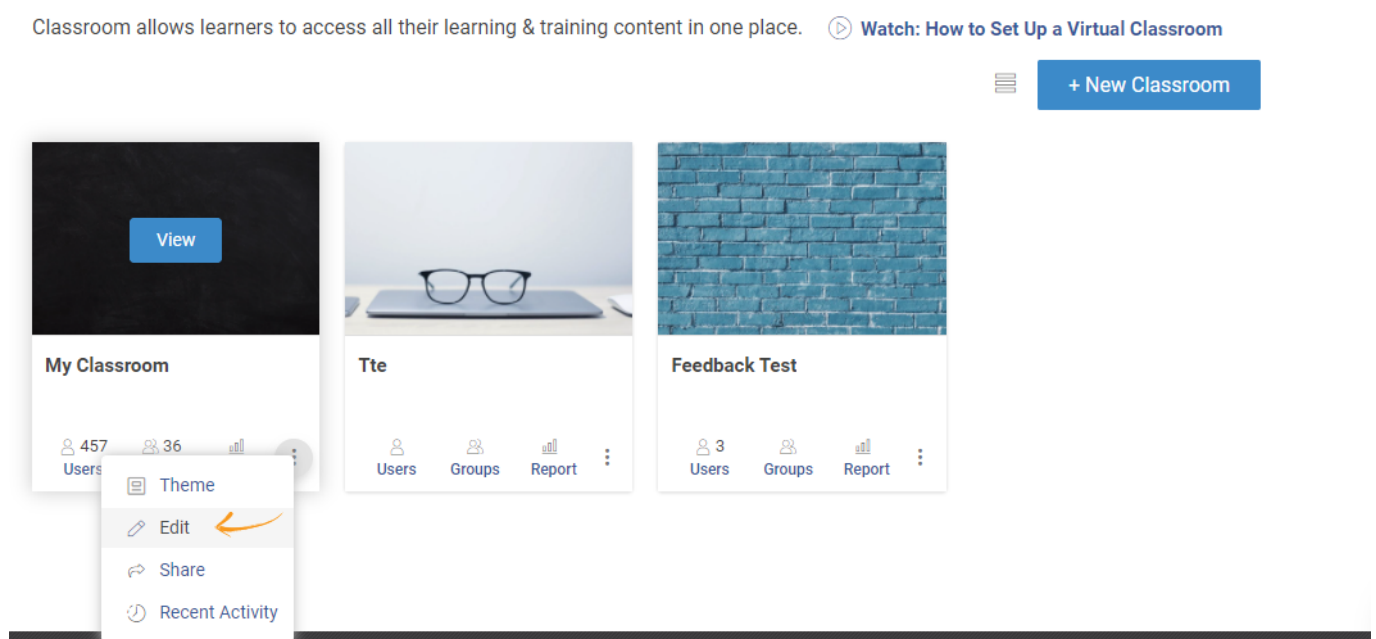 Classroom allows learners to access all their learning & training content in one place. Watch: How to Set Up a Virtual Classroom
+ New Classroom
View
My Classroom
457 36
Users
Theme
Edit
Share
Recent Activity
Tte
Users Groups Report
Feedback Test
3
Users Groups Report